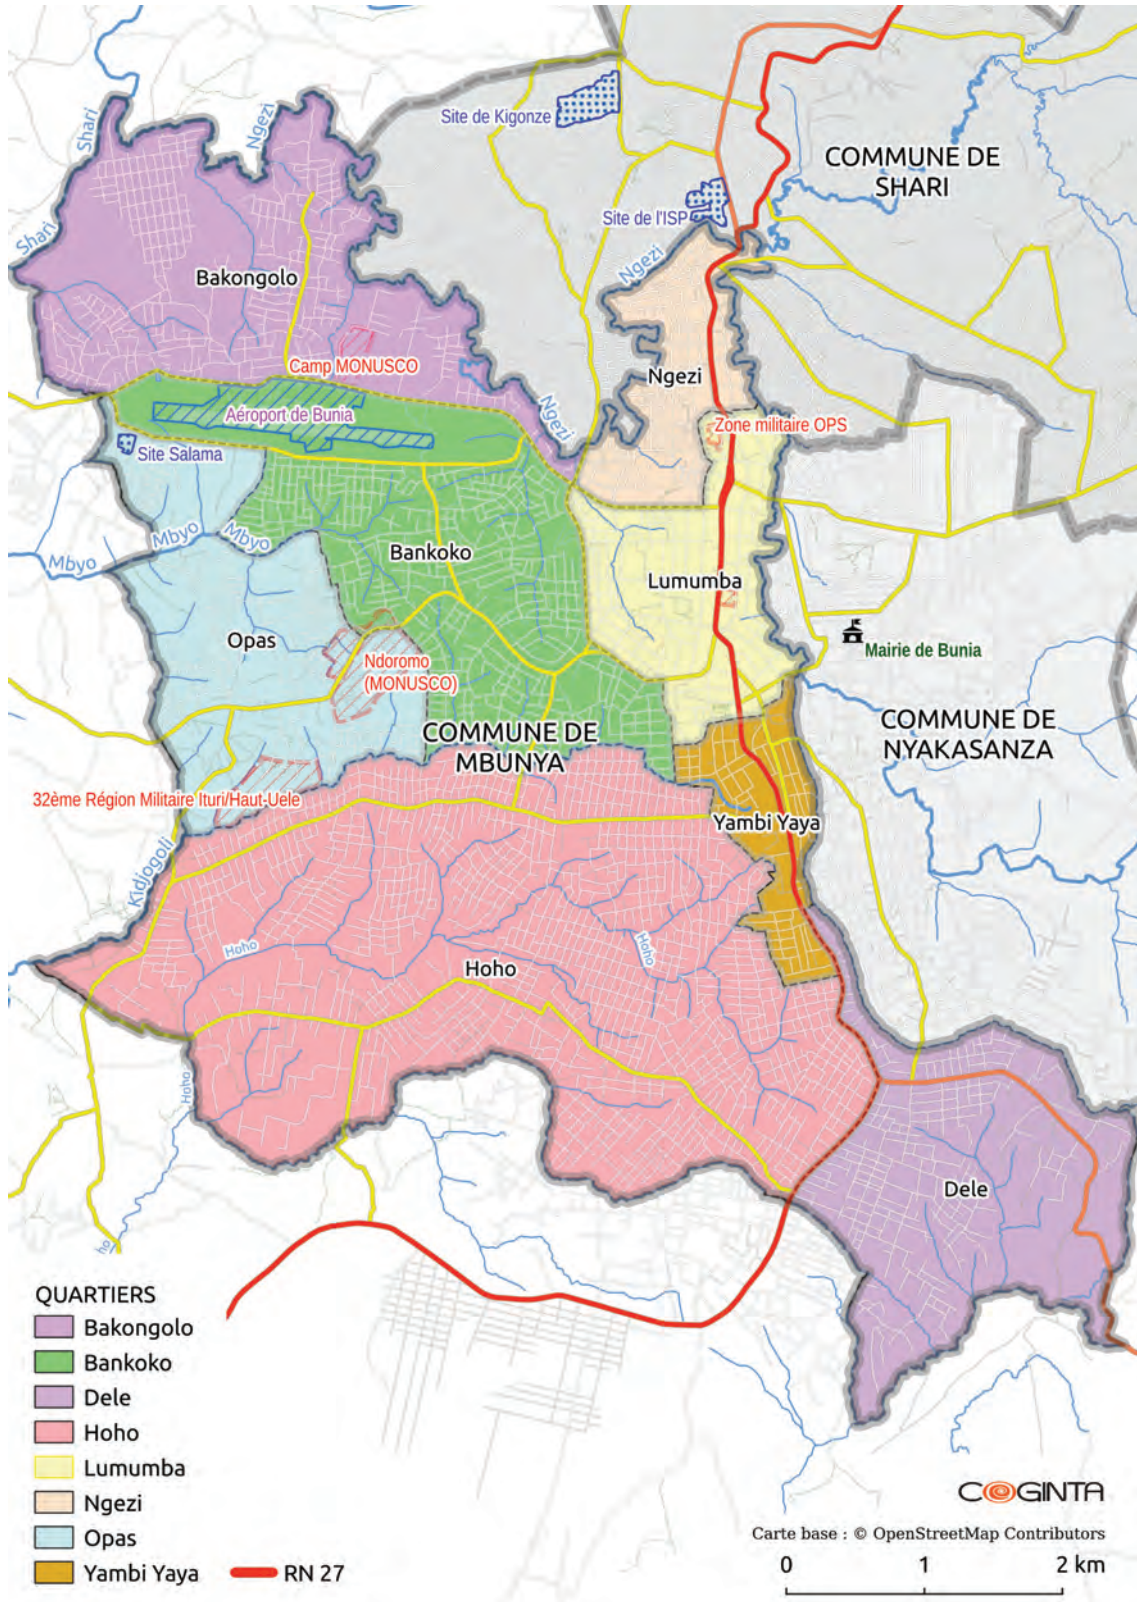 Site de Kigonze
Shari
Ngezi
COMMUNE DE
SHARI
Site de l'ISP
Shari
Ngezi
Bakongolo
Camp MONUSCO
Ngezi
Ngezi
Aéroport de Bunia
Zone militaire OPS
Site Salama
Mbyo
Mbyo
Mbyo
Bankoko
Lumumba
Opas
Mairie de Bunia
Ndoromo
(MONUSCO)
COMMUNE DE
MBUNYA
COMMUNE DE
NYAKASANZA
32ème Région Militaire Ituri/Haut-Uele
Yambi Yaya
Kidjogoli
Hoho
Hoho
Hoho
Hoho
Dele
ho
QUARTIERS
Bakongolo
Bankoko
Dele
Hoho
Lumumba
Ngezi
Opas
Yambi Yaya
RN 27
COGINTA
Carte base : © OpenStreetMap Contributors
0 1 2 km